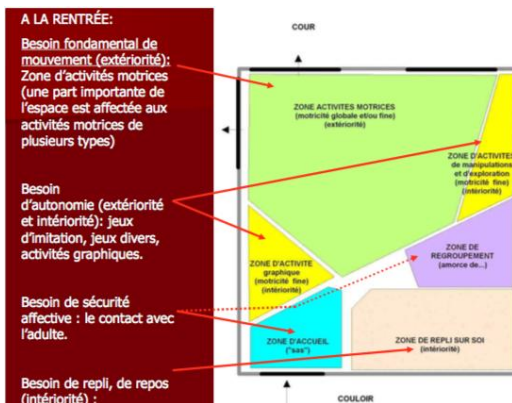 A LA RENTRÉE:
Besoin fondamental de
mouvement (extériorité):
Zone d'activités motrices
(une part importante de
l'espace est affectée aux
activités motrices de
plusieurs types)
Besoin
d'autonomie (extériorité
et intériorité): jeux
d'imitation, jeux divers,
activités graphiques.
Besoin de sécurité
affective : le contact avec
l'adulte.
Besoin de repli, de repos
(intériorité) :
COUR
ZONE ACTIVITES MOTRICES
(motricité globale et/ou fine)
(extériorité)
ZONE D'ACTIVITES
de manipulations
et d'exploration
(motricité fine)
(intériorité)
ZONE DE
REGROUPEMENT
(amorce de...)
ZONE D'ACTIVITE
graphique
(motricité fine)
(intériorité)
ZONE D'ACCUEIL
("sas")
ZONE DE REPLI SUR SOI
(intériorité)
COULOIR